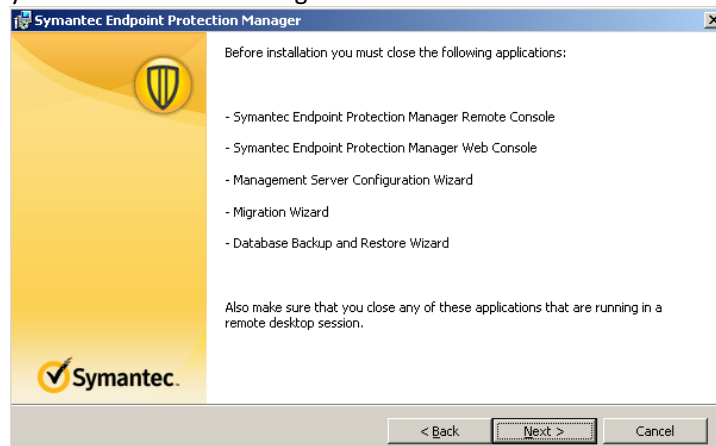 Symantec Endpoint Protection Manager
Before installation you must close the following applications:
- Symantec Endpoint Protection Manager Remote Console
- Symantec Endpoint Protection Manager Web Console
- Management Server Configuration Wizard
- Migration Wizard
- Database Backup and Restore Wizard
Also make sure that you close any of these applications that are running in a
remote desktop session.
Symantec.
< Back Next > Cancel